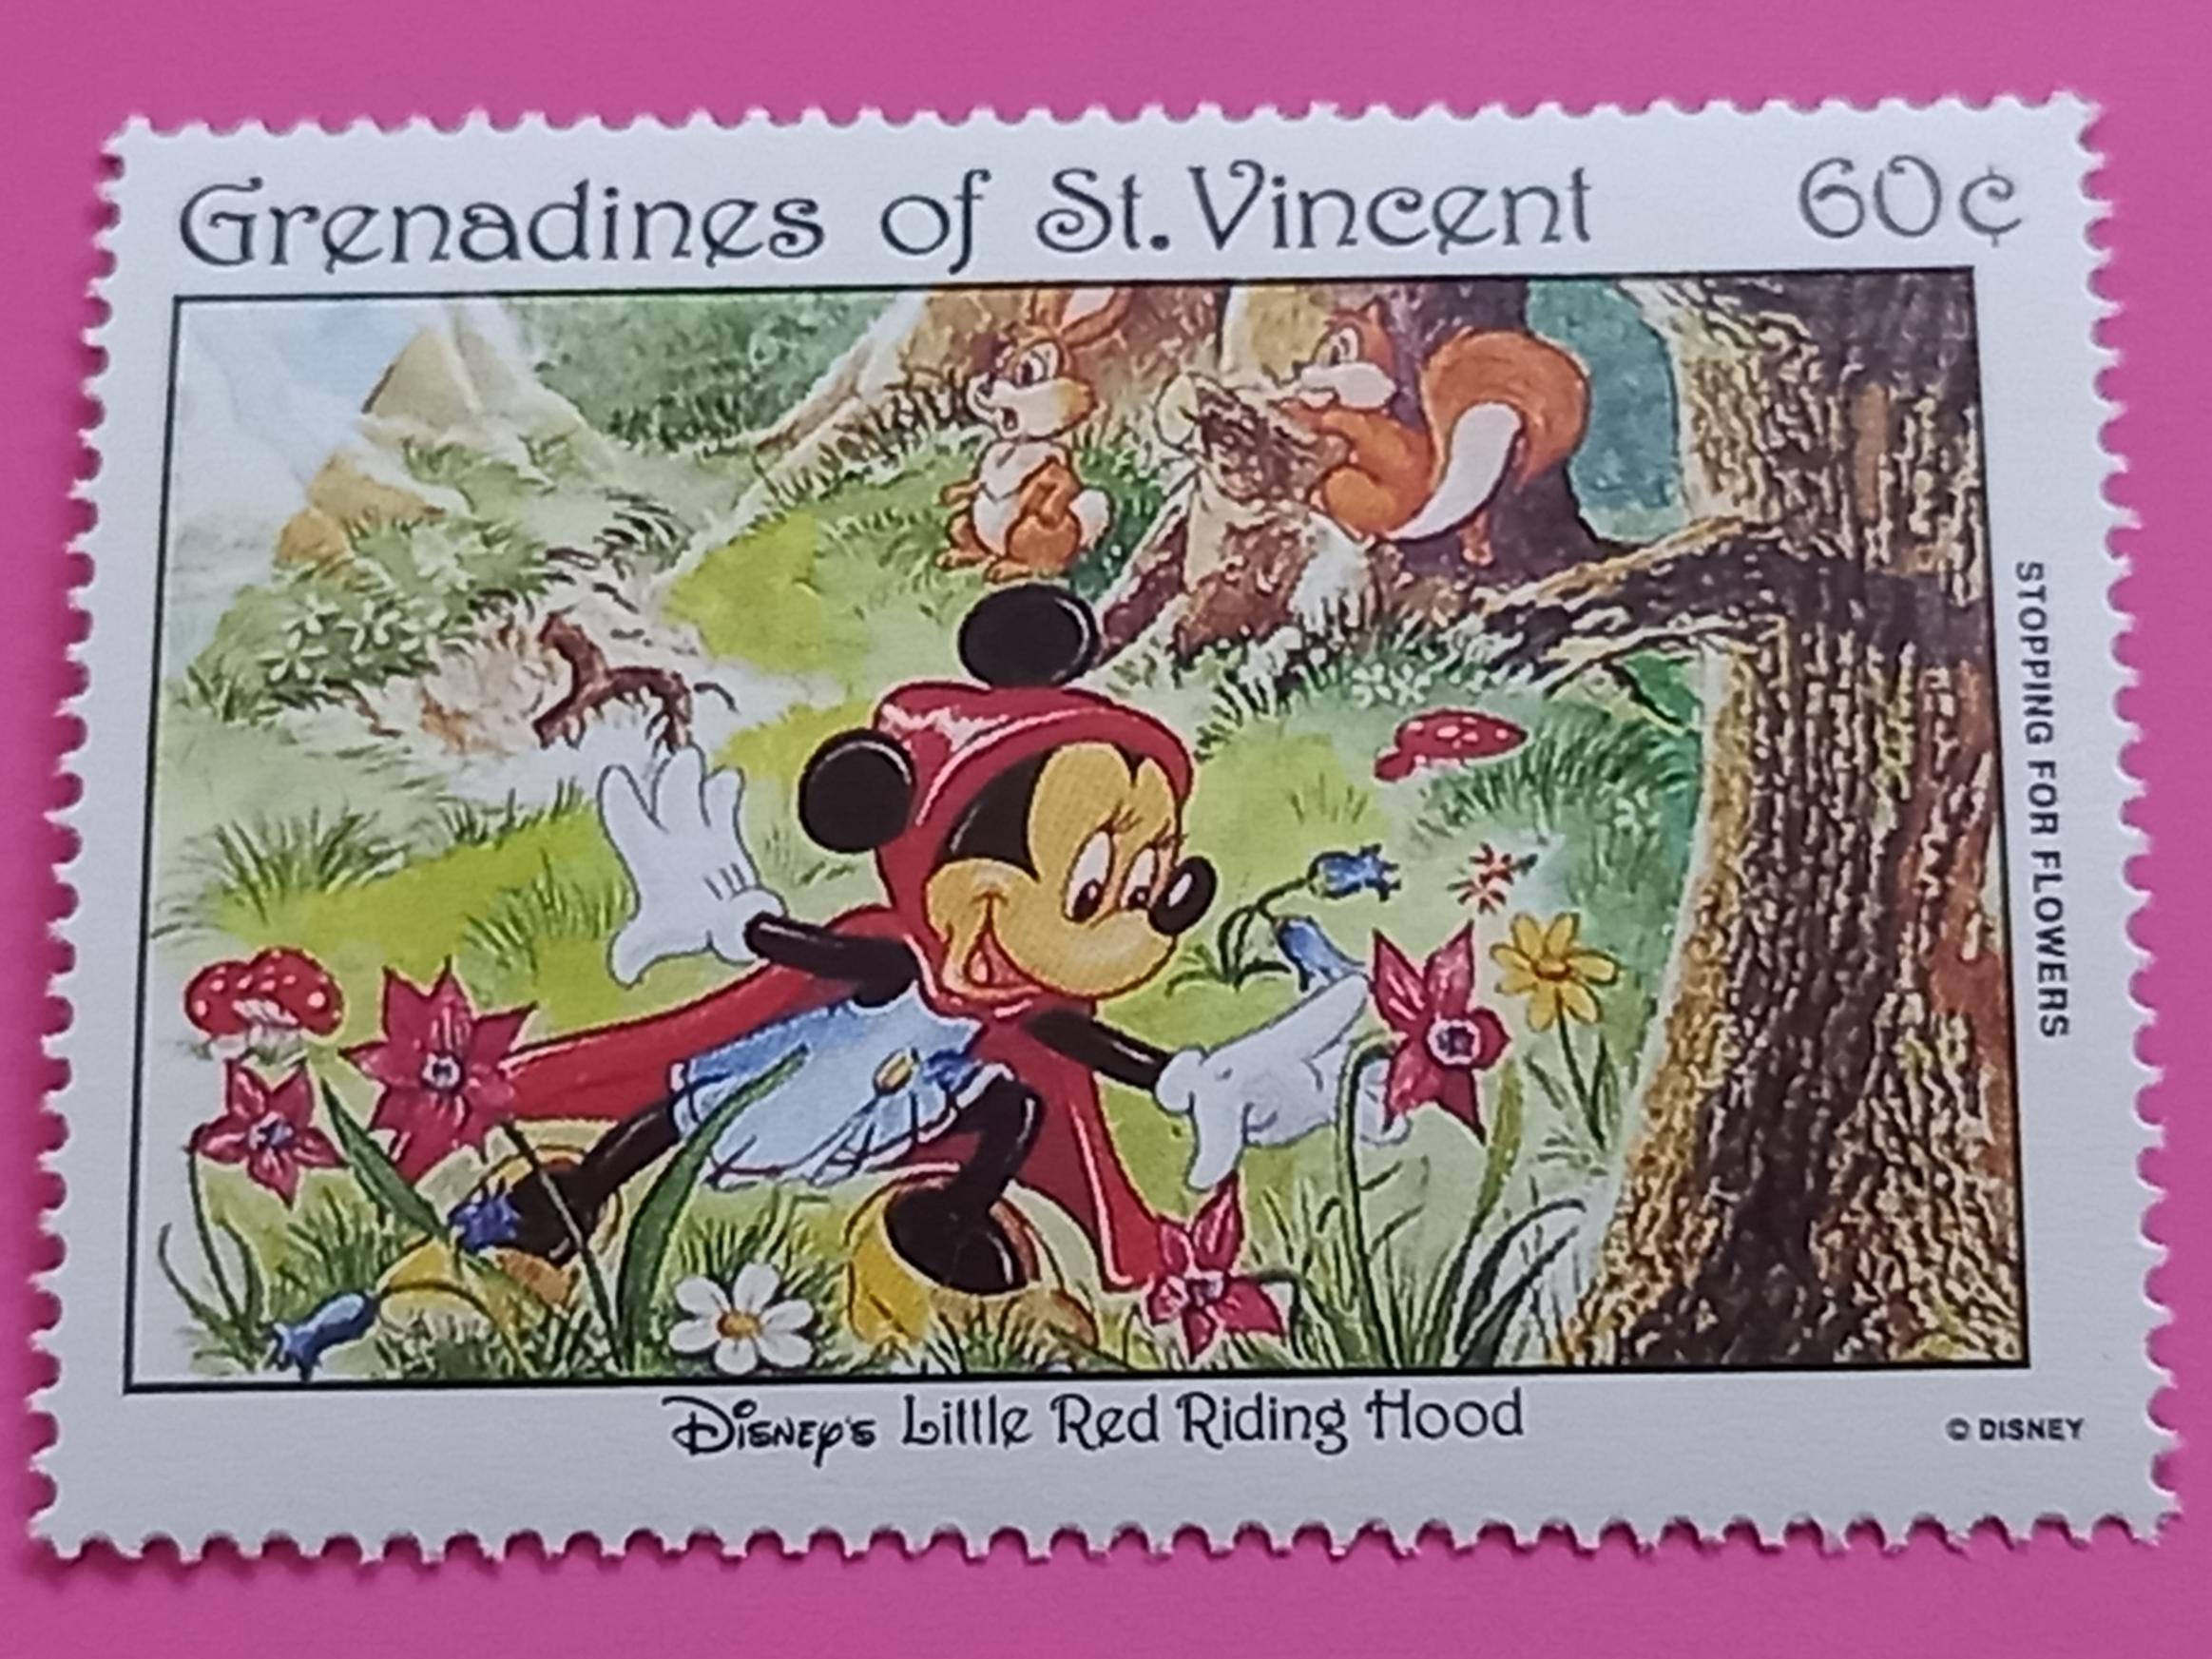 Grenadines of St. Vincent 60¢
STOPPING FOR FLOWERS
Disney's Little Red Riding Hood
© DISNEY